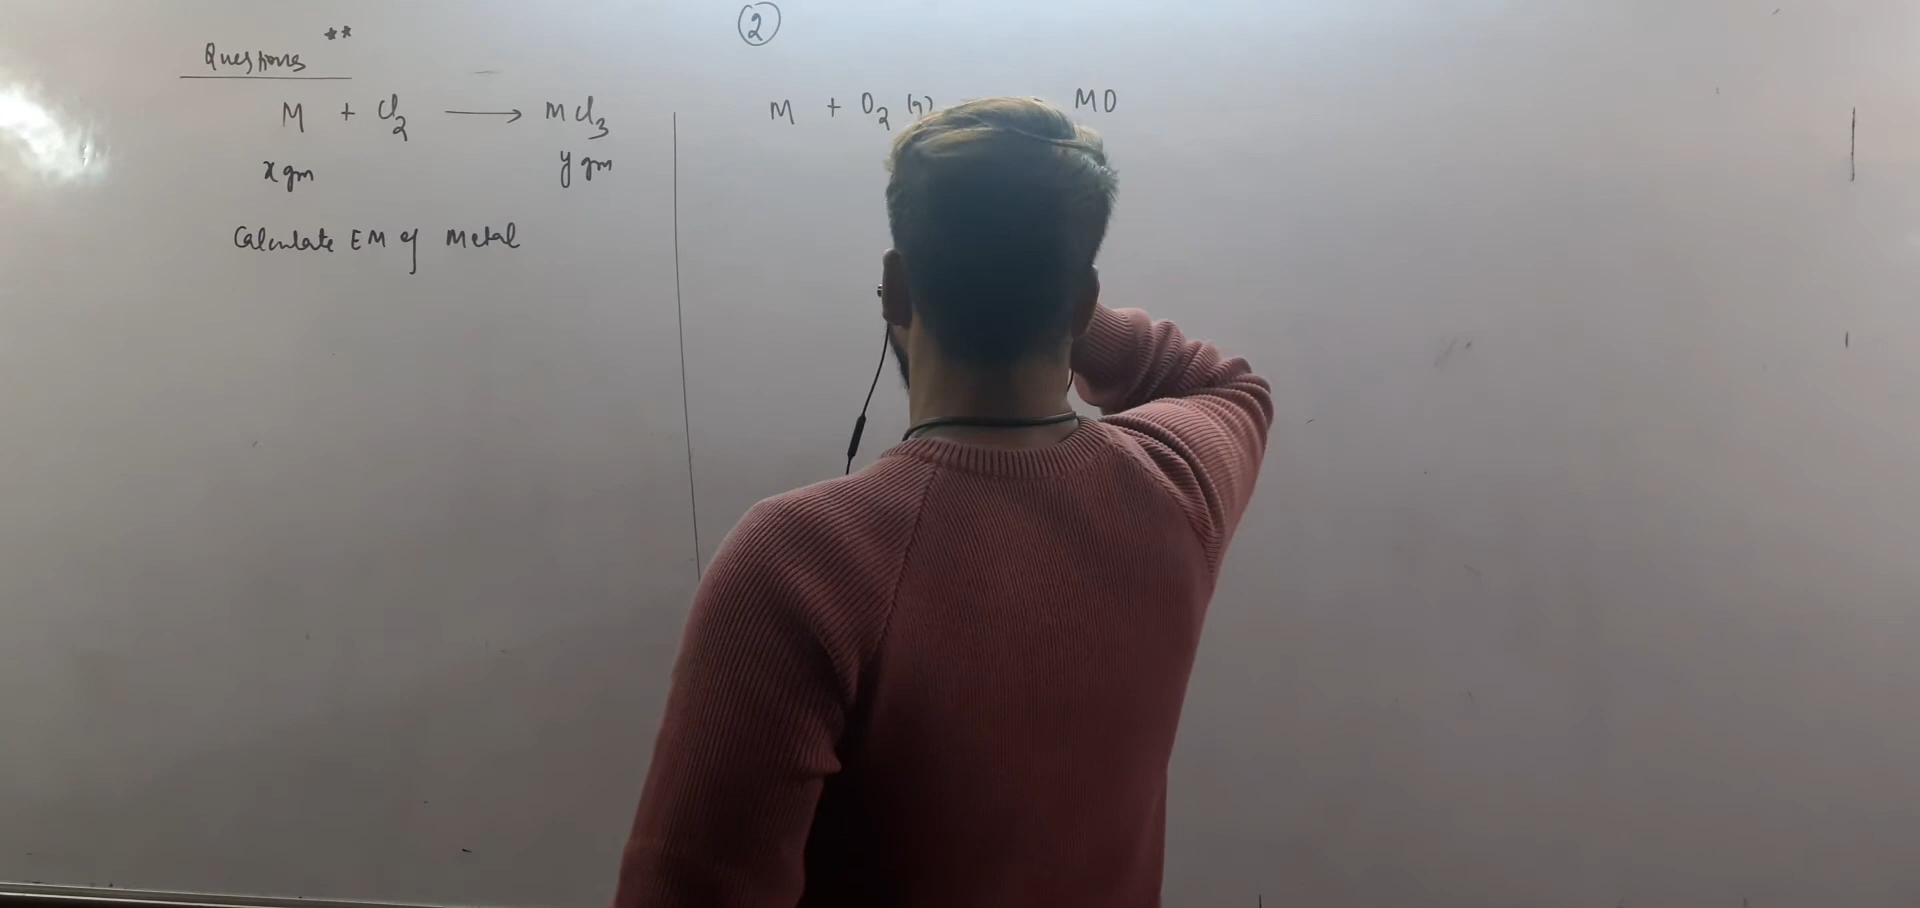 Questions **
M + Cl2 ⟶ MCl3
x gm y gm
Calculate EM of Metal
②
M + O2 (g) MO